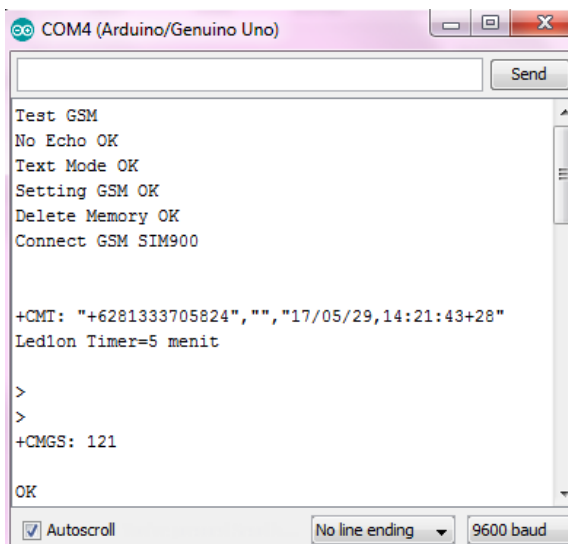 COM4 (Arduino/Genuino Uno)
Send
Test GSM
No Echo OK
Text Mode OK
Setting GSM OK
Delete Memory OK
Connect GSM SIM900
+CMT: "+6281333705824","","17/05/29,14:21:43+28"
Led1on Timer=5 menit
>
>
+CMGS: 121
OK
Autoscroll
No line ending
9600 baud